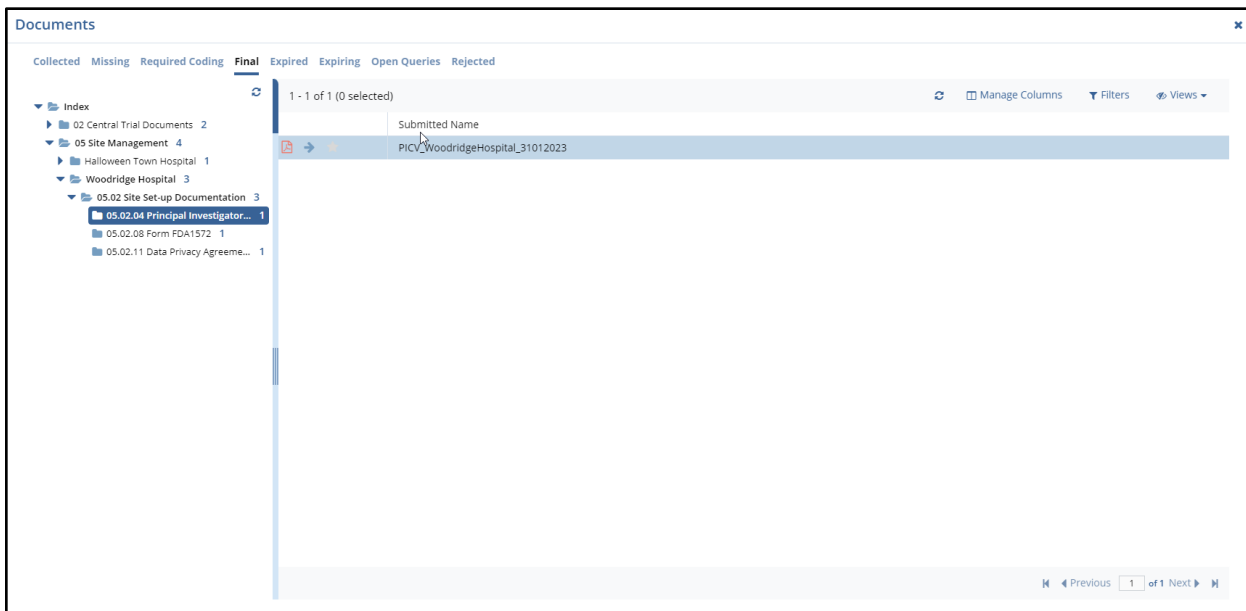 Documents
Collected Missing Required Coding Final Expired Expiring Open Queries Rejected
1 - 1 of 1 (0 selected) Manage Columns Filters Views
Index
02 Central Trial Documents 2
05 Site Management 4
Halloween Town Hospital 1
Woodridge Hospital 3
05.02 Site Set-up Documentation 3
05.02.04 Principal Investigator... 1
05.02.08 Form FDA1572 1
05.02.11 Data Privacy Agreeme... 1
Submitted Name
PICV_WoodridgeHospital_31012023
Previous 1 of 1 Next